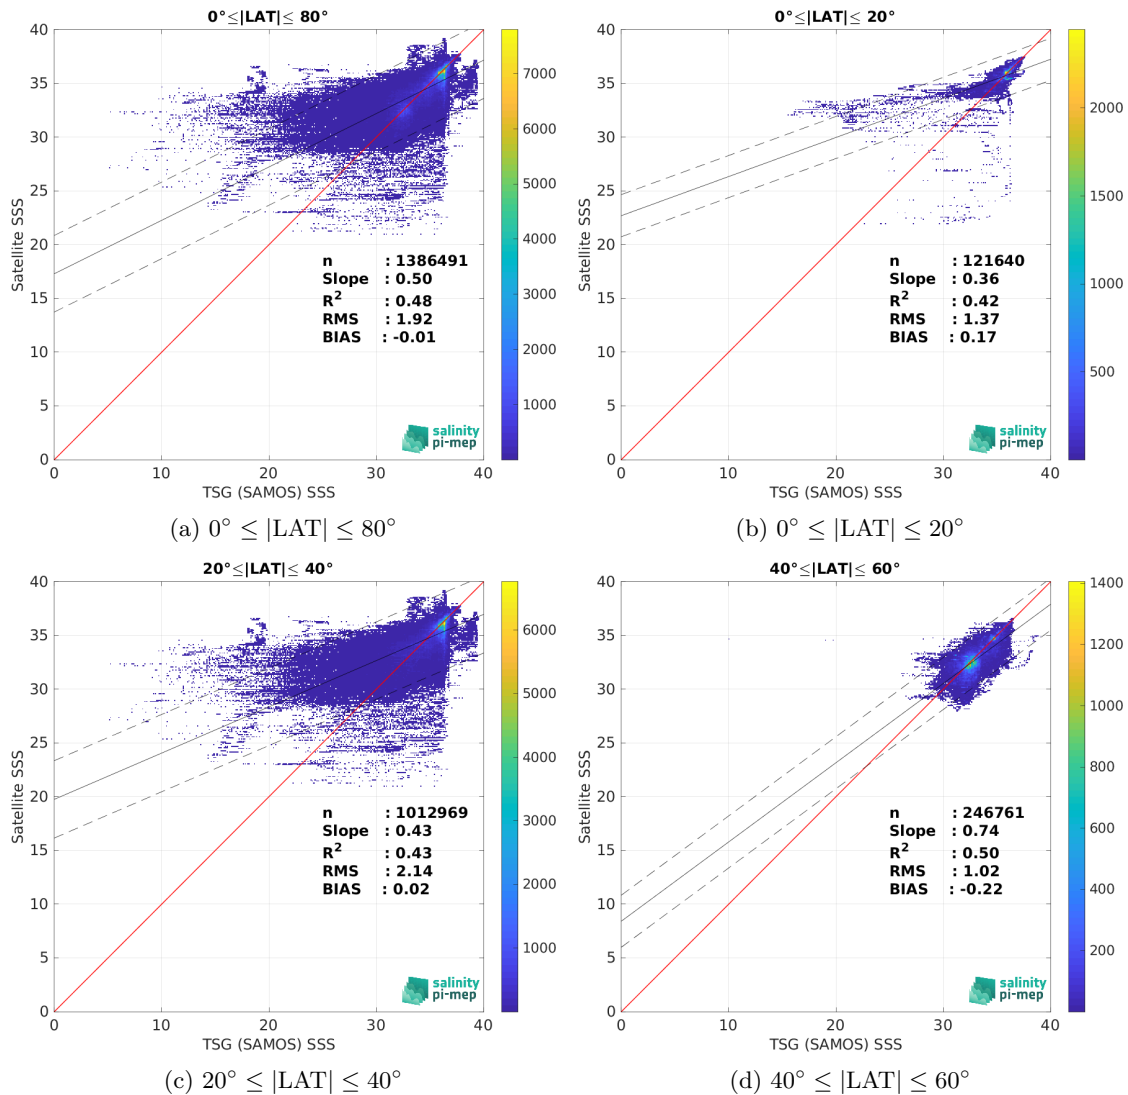 0°≤|LAT|≤ 80°
40
35
30
25
20
15
10
5
0
Satellite SSS
0
10
20
30
40
TSG (SAMOS) SSS
n : 1386491
Slope : 0.50
R² : 0.48
RMS : 1.92
BIAS : -0.01
salinity
pi-mep
7000
6000
5000
4000
3000
2000
1000
(a) 0° ≤ |LAT| ≤ 80°
0°≤|LAT|≤ 20°
40
35
30
25
20
15
10
5
0
Satellite SSS
0
10
20
30
40
TSG (SAMOS) SSS
n : 121640
Slope : 0.36
R² : 0.42
RMS : 1.37
BIAS : 0.17
salinity
pi-mep
2000
1500
1000
500
(b) 0° ≤ |LAT| ≤ 20°
20°≤|LAT|≤ 40°
40
35
30
25
20
15
10
5
0
Satellite SSS
0
10
20
30
40
TSG (SAMOS) SSS
n : 1012969
Slope : 0.43
R² : 0.43
RMS : 2.14
BIAS : 0.02
salinity
pi-mep
6000
5000
4000
3000
2000
1000
(c) 20° ≤ |LAT| ≤ 40°
40°≤|LAT|≤ 60°
40
35
30
25
20
15
10
5
0
Satellite SSS
0
10
20
30
40
TSG (SAMOS) SSS
n : 246761
Slope : 0.74
R² : 0.50
RMS : 1.02
BIAS : -0.22
salinity
pi-mep
1400
1200
1000
800
600
400
200
(d) 40° ≤ |LAT| ≤ 60°